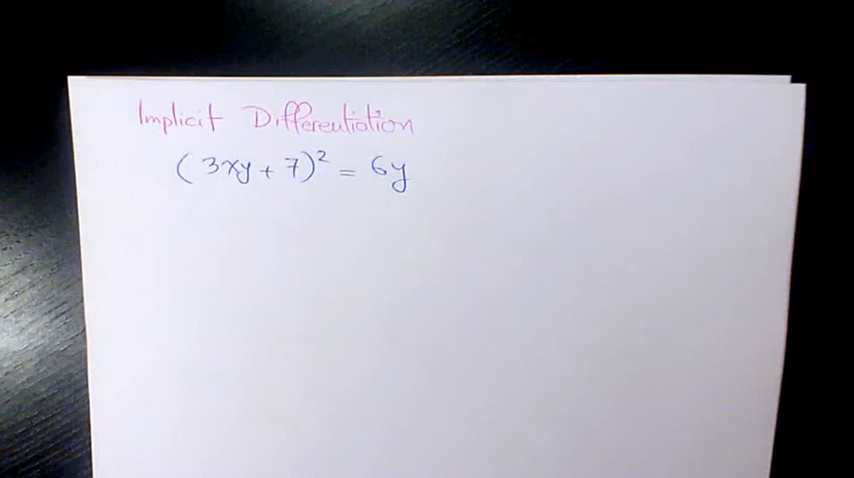 Implicit Differentiation
(3xy + 7)² = 6y